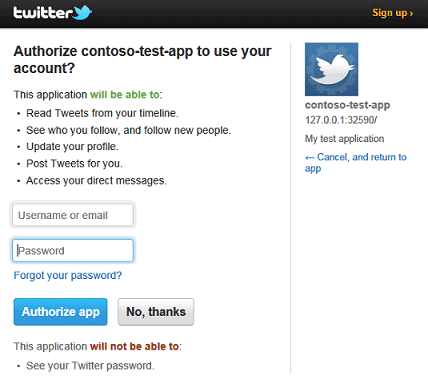 twitter
Sign up ›
Authorize contoso-test-app to use your
account?
This application will be able to:
• Read Tweets from your timeline.
• See who you follow, and follow new people.
• Update your profile.
• Post Tweets for you.
• Access your direct messages.
Username or email
Password
Forgot your password?
Authorize app
No, thanks
This application will not be able to:
• See your Twitter password.
contoso-test-app
127.0.0.1:32590/
My test application
← Cancel, and return to
app